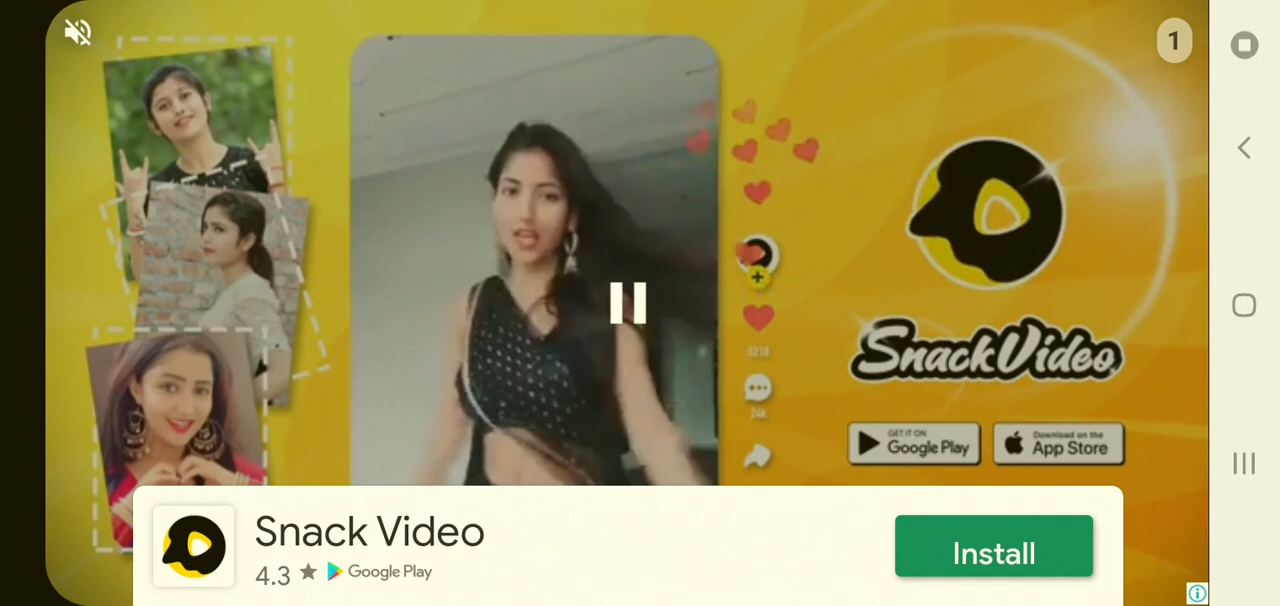 1
5218
24k
SnackVideo
GET IT ON
Google Play
Download on the
App Store
Snack Video
4.3 ★ Google Play
Install